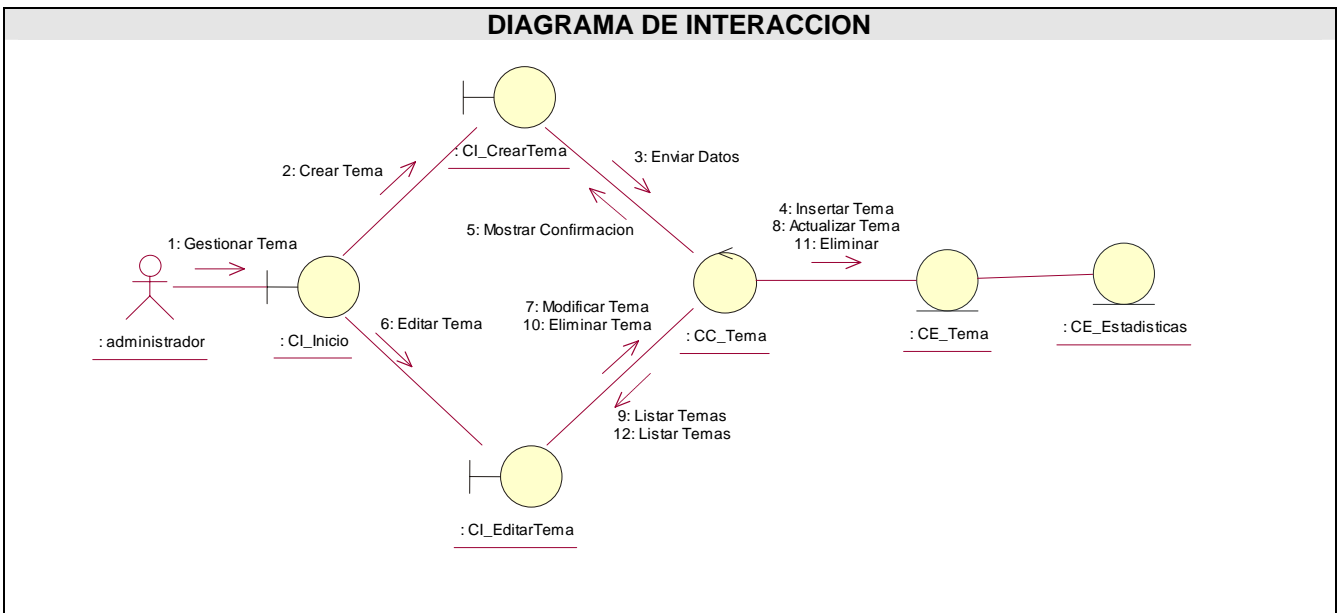 DIAGRAMA DE INTERACCION
: CI_CrearTema
2: Crear Tema
3: Enviar Datos
5: Mostrar Confirmacion
4: Insertar Tema
8: Actualizar Tema
11: Eliminar
1: Gestionar Tema
: administrador
: CI_Inicio
6: Editar Tema
7: Modificar Tema
10: Eliminar Tema
: CC_Tema
: CE_Tema
: CE_Estadisticas
9: Listar Temas
12: Listar Temas
: CI_EditarTema